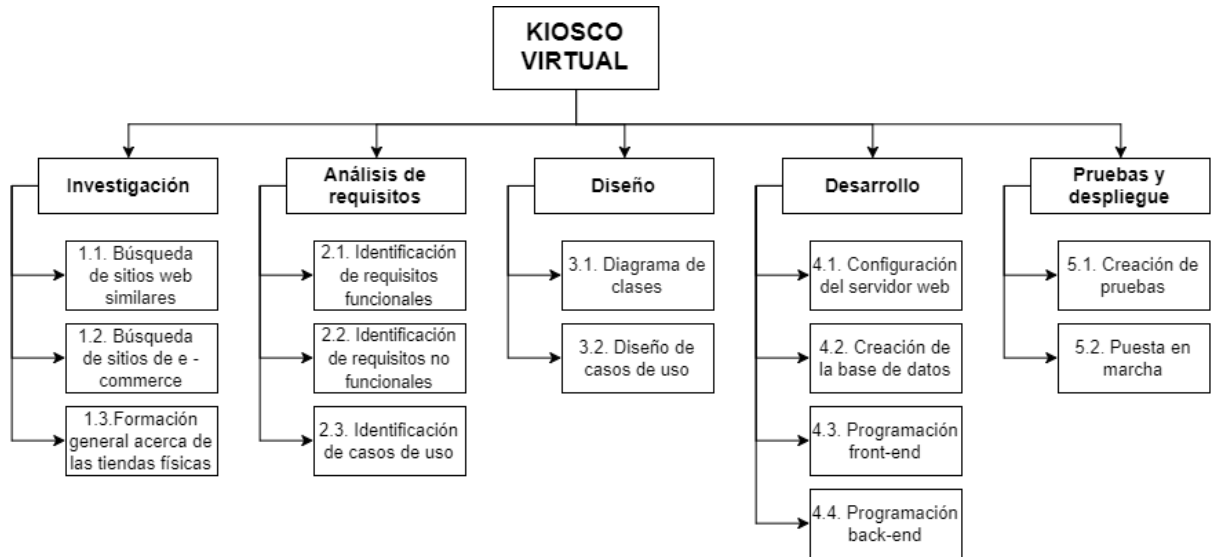 KIOSCO
VIRTUAL
Investigación
1.1. Búsqueda
de sitios web
similares
1.2. Búsqueda
de sitios de e -
commerce
1.3.Formación
general acerca de
las tiendas físicas
Análisis de
requisitos
2.1. Identificación
de requisitos
funcionales
2.2. Identificación
de requisitos no
funcionales
2.3. Identificación
de casos de uso
Diseño
3.1. Diagrama de
clases
3.2. Diseño de
casos de uso
Desarrollo
4.1. Configuración
del servidor web
4.2. Creación de
la base de datos
4.3. Programación
front-end
4.4. Programación
back-end
Pruebas y
despliegue
5.1. Creación de
pruebas
5.2. Puesta en
marcha